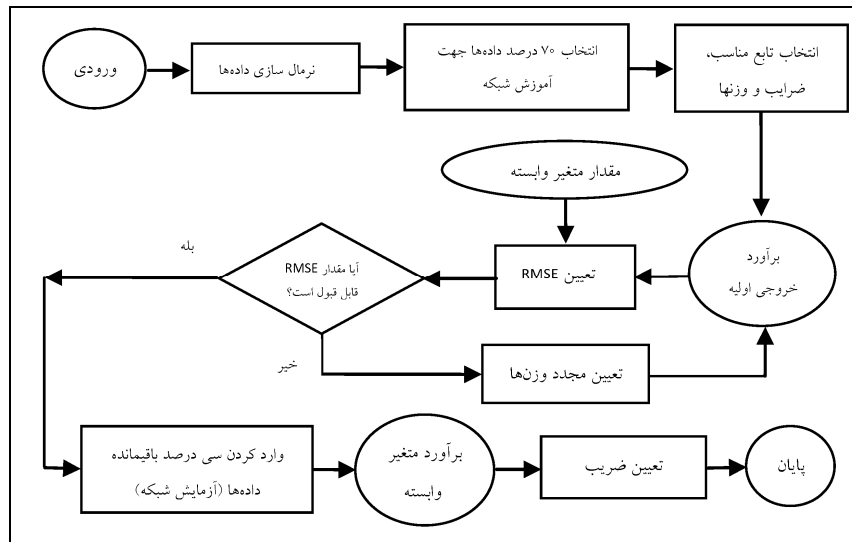 ورودی
نرمال سازی داده‌ها
انتخاب ۷۰ درصد داده‌ها جهت
آموزش شبکه
انتخاب تابع مناسب،
ضرایب و وزنها
مقدار متغیر وابسته
برآورد
خروجی اولیه
تعیین RMSE
آیا مقدار RMSE
قابل قبول است؟
بله
خیر
تعیین مجدد وزن‌ها
وارد کردن سی درصد باقیمانده
داده‌ها (آزمایش شبکه)
برآورد متغیر
وابسته
تعیین ضریب
پایان